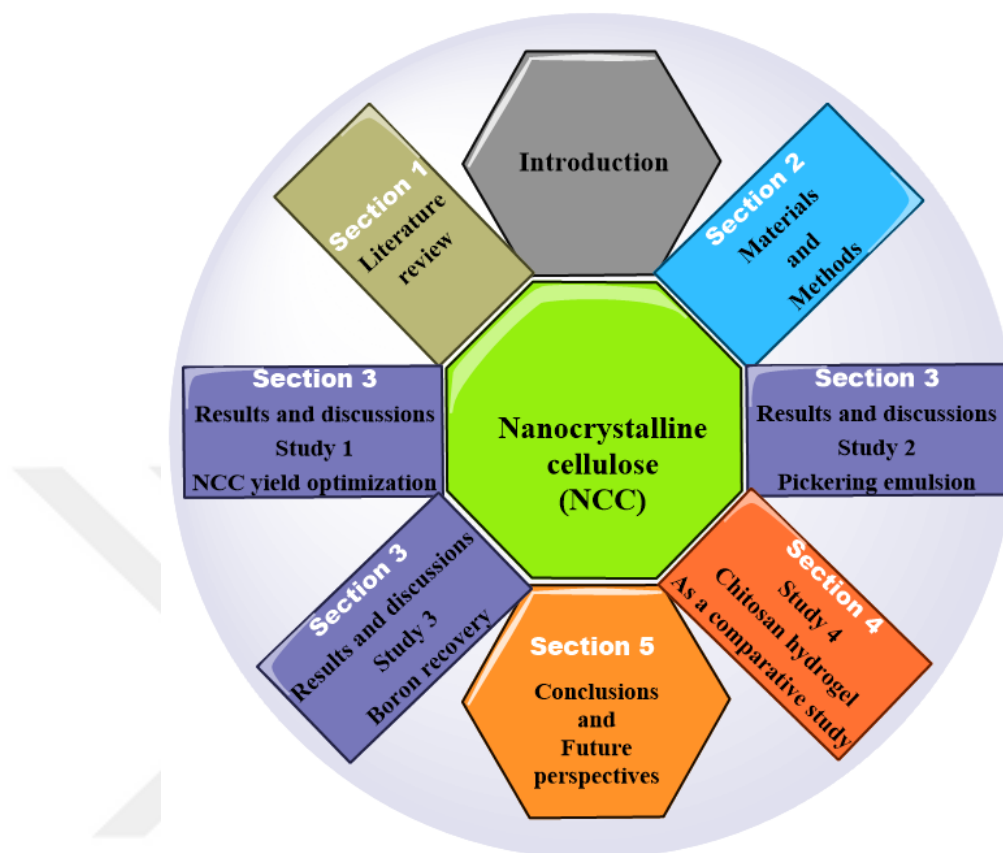 Introduction
Section 1
Literature
review
Section 2
Materials
and
Methods
Section 3
Results and discussions
Study 1
NCC yield optimization
Nanocrystalline
cellulose
(NCC)
Section 3
Results and discussions
Study 2
Pickering emulsion
Section 3
Results and discussions
Study 3
Boron recovery
Section 4
Study 4
Chitosan hydrogel
As a comparative study
Section 5
Conclusions
and
Future
perspectives